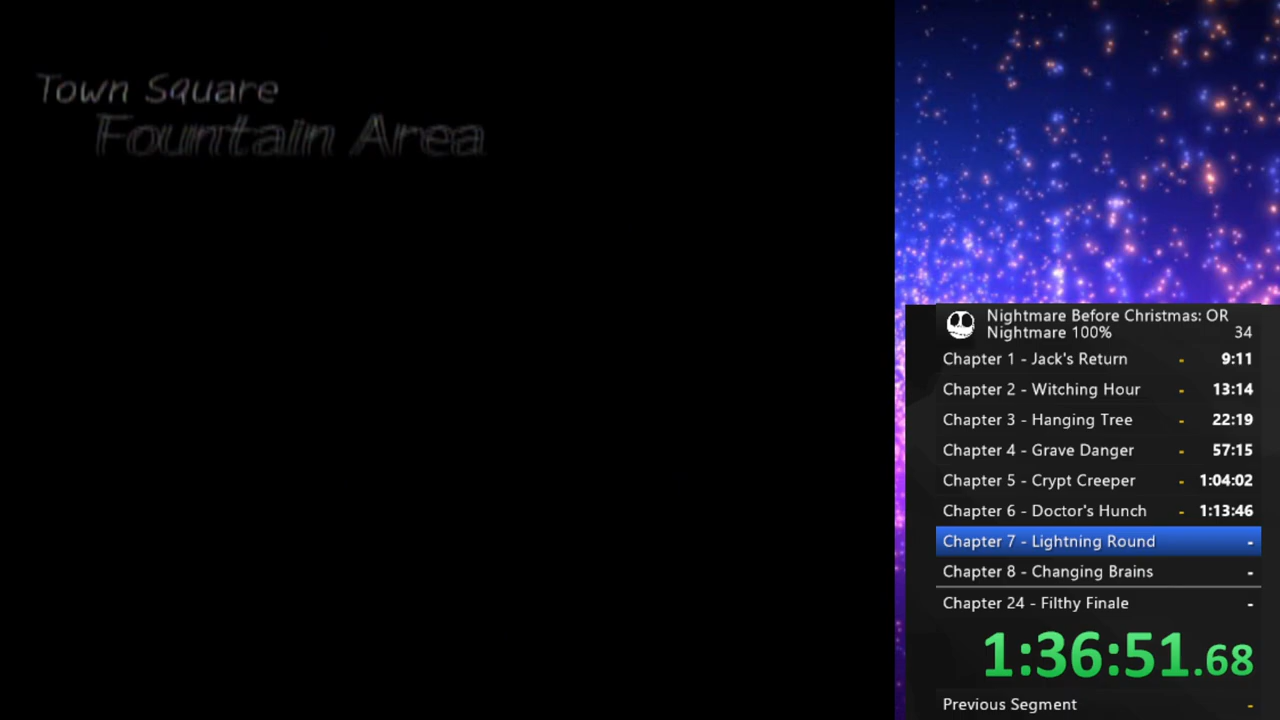 Town Square
Fountain Area
Nightmare Before Christmas: OR
Nightmare 100% 34
Chapter 1 - Jack's Return - 9:11
Chapter 2 - Witching Hour - 13:14
Chapter 3 - Hanging Tree - 22:19
Chapter 4 - Grave Danger - 57:15
Chapter 5 - Crypt Creeper - 1:04:02
Chapter 6 - Doctor's Hunch - 1:13:46
Chapter 7 - Lightning Round -
Chapter 8 - Changing Brains -
Chapter 24 - Filthy Finale -
1:36:51.68
Previous Segment -